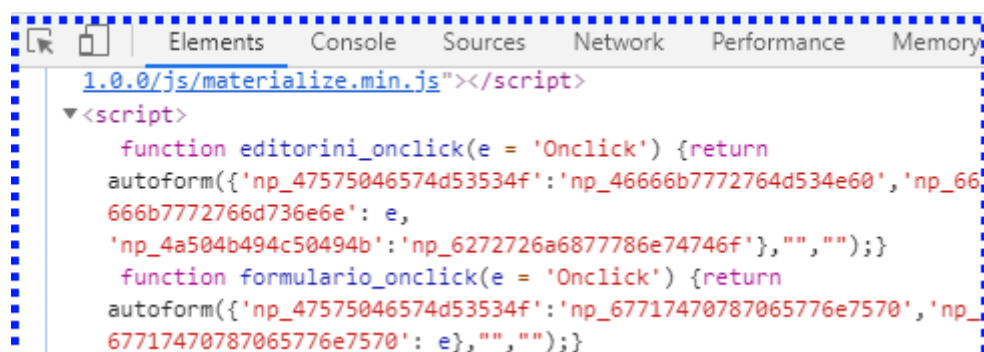 Elements Console Sources Network Performance Memory
1.0.0/js/materialize.min.js"></script>
▼<script>
function editorini_onclick(e = 'Onclick') {return
autoform({'np_47575046574d53534f':'np_46666b7772764d534e60','np_66
666b7772766d736e6e': e,
'np_4a504b494c50494b':'np_6272726a6877786e74746f'},"","");}
function formulario_onclick(e = 'Onclick') {return
autoform({'np_47575046574d53534f':'np_67717470787065776e7570','np_
67717470787065776e7570': e},"","");}